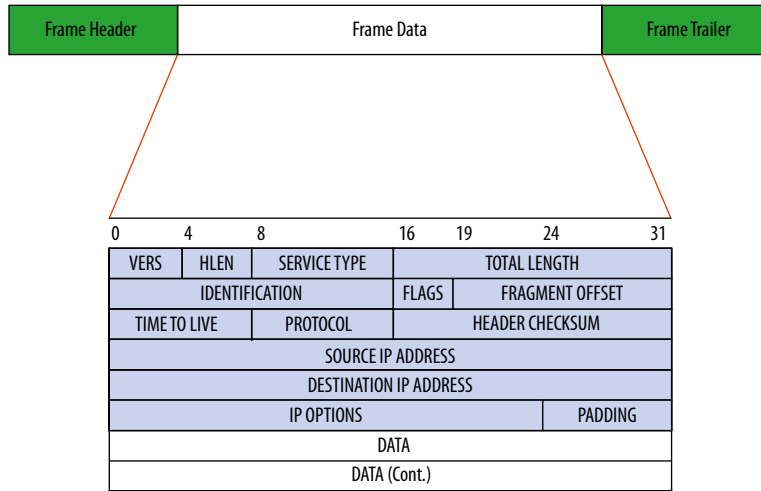 Frame Header Frame Data Frame Trailer
0 4 8 16 19 24 31
VERS HLEN SERVICE TYPE TOTAL LENGTH
IDENTIFICATION FLAGS FRAGMENT OFFSET
TIME TO LIVE PROTOCOL HEADER CHECKSUM
SOURCE IP ADDRESS
DESTINATION IP ADDRESS
IP OPTIONS PADDING
DATA
DATA (Cont.)